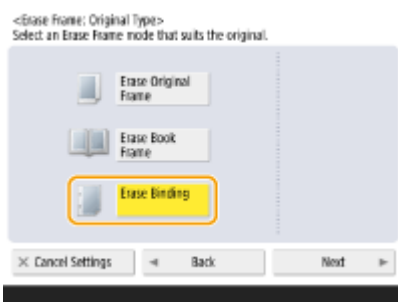 <Erase Frame: Original Type>
Select an Erase Frame mode that suits the original.
Erase Original
Frame
Erase Book
Frame
Erase Binding
× Cancel Settings
◄ Back
Next ►